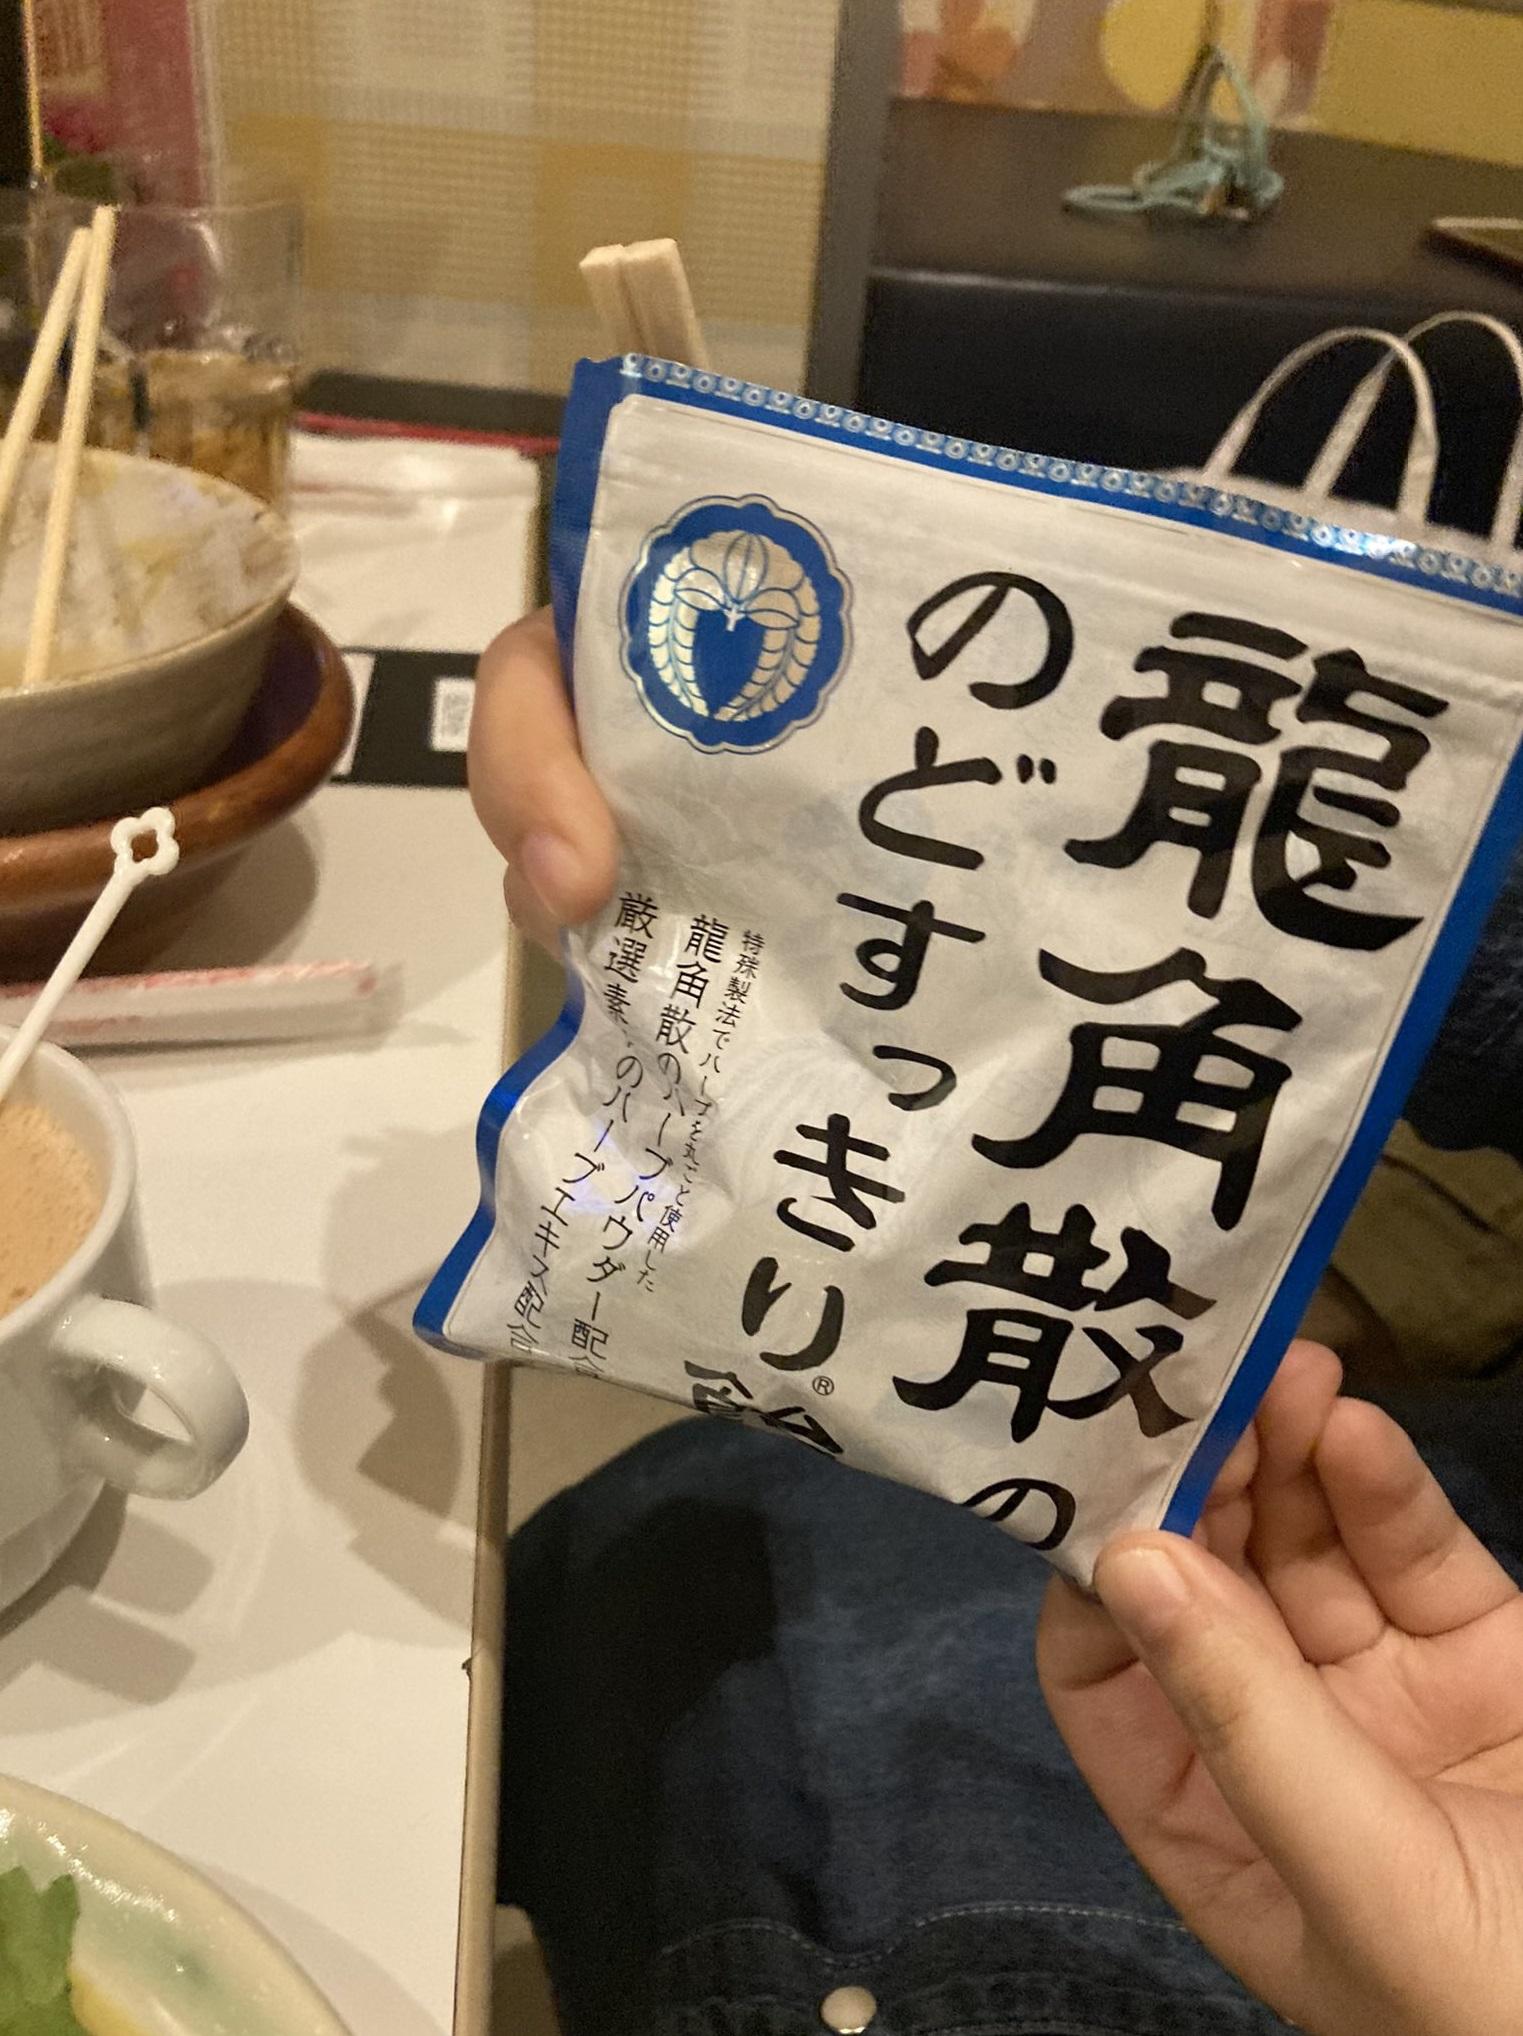 龍角散の
のどすっきり®飴
特殊製法でハーブを丸ごと使用した
龍角散のハーブパウダー配合
厳選素材のハーブエキス配合